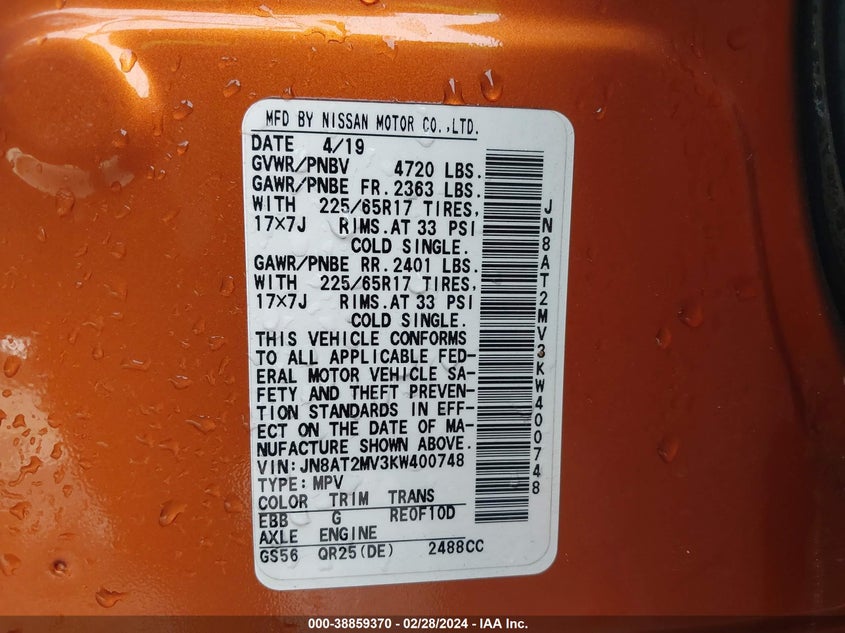 MFD BY NISSAN MOTOR CO.,LTD.
DATE 4/19
GVWR/PNBV 4720 LBS.
GAWR/PNBE FR. 2363 LBS.
WITH 225/65R17 TIRES,
17×7J RIMS.AT 33 PSI
COLD SINGLE.
GAWR/PNBE RR. 2401 LBS.
WITH 225/65R17 TIRES,
17×7J RIMS.AT 33 PSI
COLD SINGLE.
THIS VEHICLE CONFORMS
TO ALL APPLICABLE FED-
ERAL MOTOR VEHICLE SA-
FETY AND THEFT PREVEN-
TION STANDARDS IN EFF-
ECT ON THE DATE OF MA-
NUFACTURE SHOWN ABOVE.
VIN:JN8AT2MV3KW400748
TYPE:MPV
COLOR TRIM TRANS
EBB G RE0F10D
AXLE ENGINE
GS56 QR25(DE) 2488CC
JN8AT2MV3KW400748
000-38859370 - 02/28/2024 - IAA Inc.